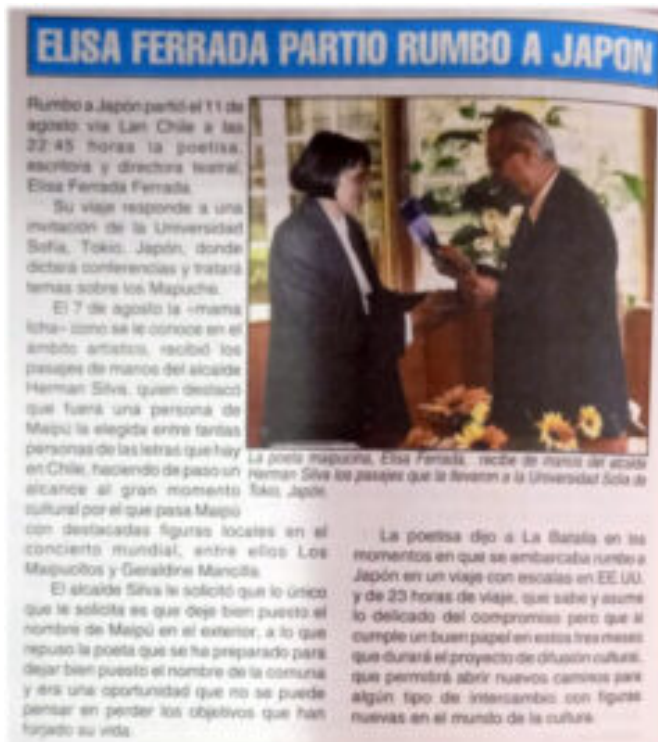 ELISA FERRADA PARTIO RUMBO A JAPON
Rumbo a Japón partió el 11 de
agosto vía Lan Chile a las
22:45 horas la poetisa,
escritora y directora teatral,
Elisa Ferrada Ferrada.
Su viaje responde a una
invitación de la Universidad
Sofía, Tokio, Japón, donde
dictará conferencias y tratará
temas sobre los Mapuche.
El 7 de agosto la -mama
Icha- como se le conoce en el
ámbito artístico, recibió los
pasajes de manos del alcalde
Herman Silva, quien destacó
que fuera una persona de
Maipú la elegida entre tantas
personas de las letras que hay
en Chile, haciendo de paso un
alcance al gran momento
cultural por el que pasa Maipú
con destacadas figuras locales en el
concierto mundial, entre ellos Los
Maipucitos y Geraldine Mancilla.
El alcalde Silva le solicitó que lo único
que le solicita es que deje bien puesto el
nombre de Maipú en el exterior, a lo que
repuso la poeta que se ha preparado para
dejar bien puesto el nombre de la comuna
y era una oportunidad que no se puede
pensar en perder los objetivos que han
forjado su vida.
La poeta maipucina, Elisa Ferrada, recibe de manos del alcalde
Herman Silva los pasajes que la llevaron a la Universidad Sofía de
Tokio, Japón.
La poetisa dijo a La Batalla en los
momentos en que se embarcaba rumbo a
Japón en un viaje con escalas en EE.UU.
y de 23 horas de viaje, que sabe y asume
lo delicado del compromiso pero que si
cumple un buen papel en estos tres meses
que durará el proyecto de difusión cultural,
que permitirá abrir nuevos caminos para
algún tipo de intercambio con figuras
nuevas en el mundo de la cultura.